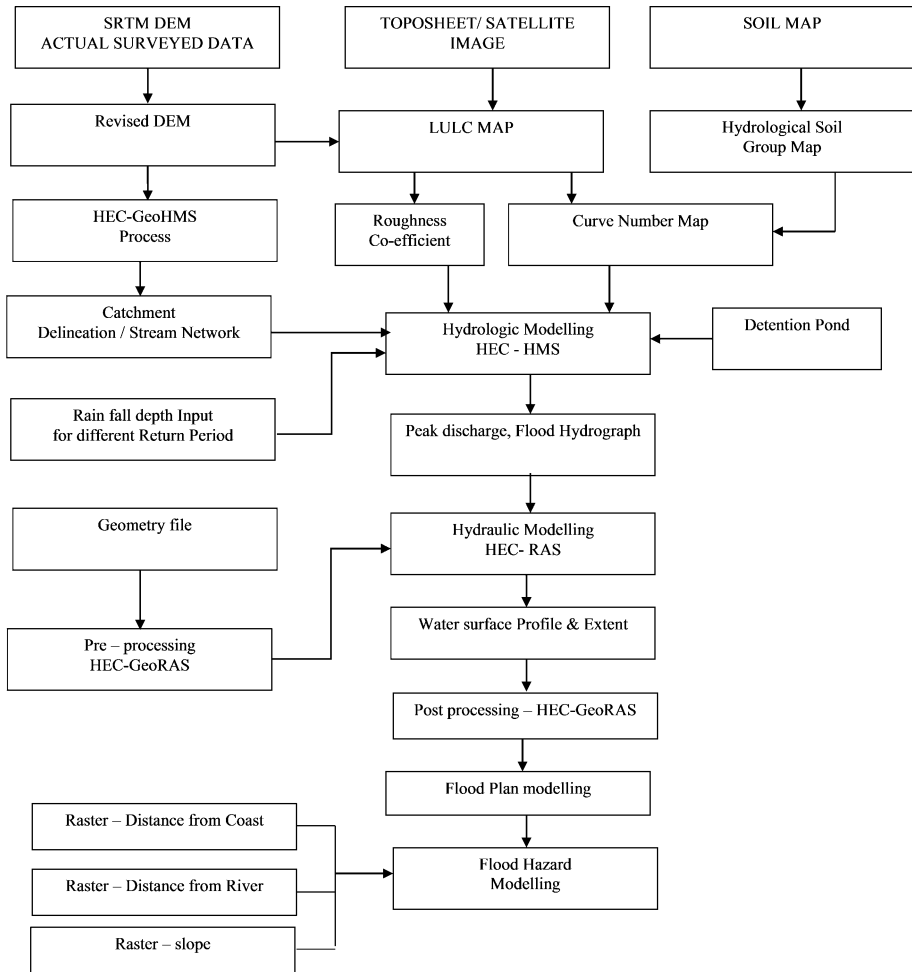 SRTM DEM
ACTUAL SURVEYED DATA
TOPOSHEET/ SATELLITE
IMAGE
SOIL MAP
Revised DEM
LULC MAP
Hydrological Soil
Group Map
HEC-GeoHMS
Process
Roughness
Co-efficient
Curve Number Map
Catchment
Delineation / Stream Network
Hydrologic Modelling
HEC - HMS
Detention Pond
Rain fall depth Input
for different Return Period
Peak discharge, Flood Hydrograph
Geometry file
Hydraulic Modelling
HEC- RAS
Pre – processing
HEC-GeoRAS
Water surface Profile & Extent
Post processing – HEC-GeoRAS
Flood Plan modelling
Raster – Distance from Coast
Flood Hazard
Modelling
Raster – Distance from River
Raster – slope